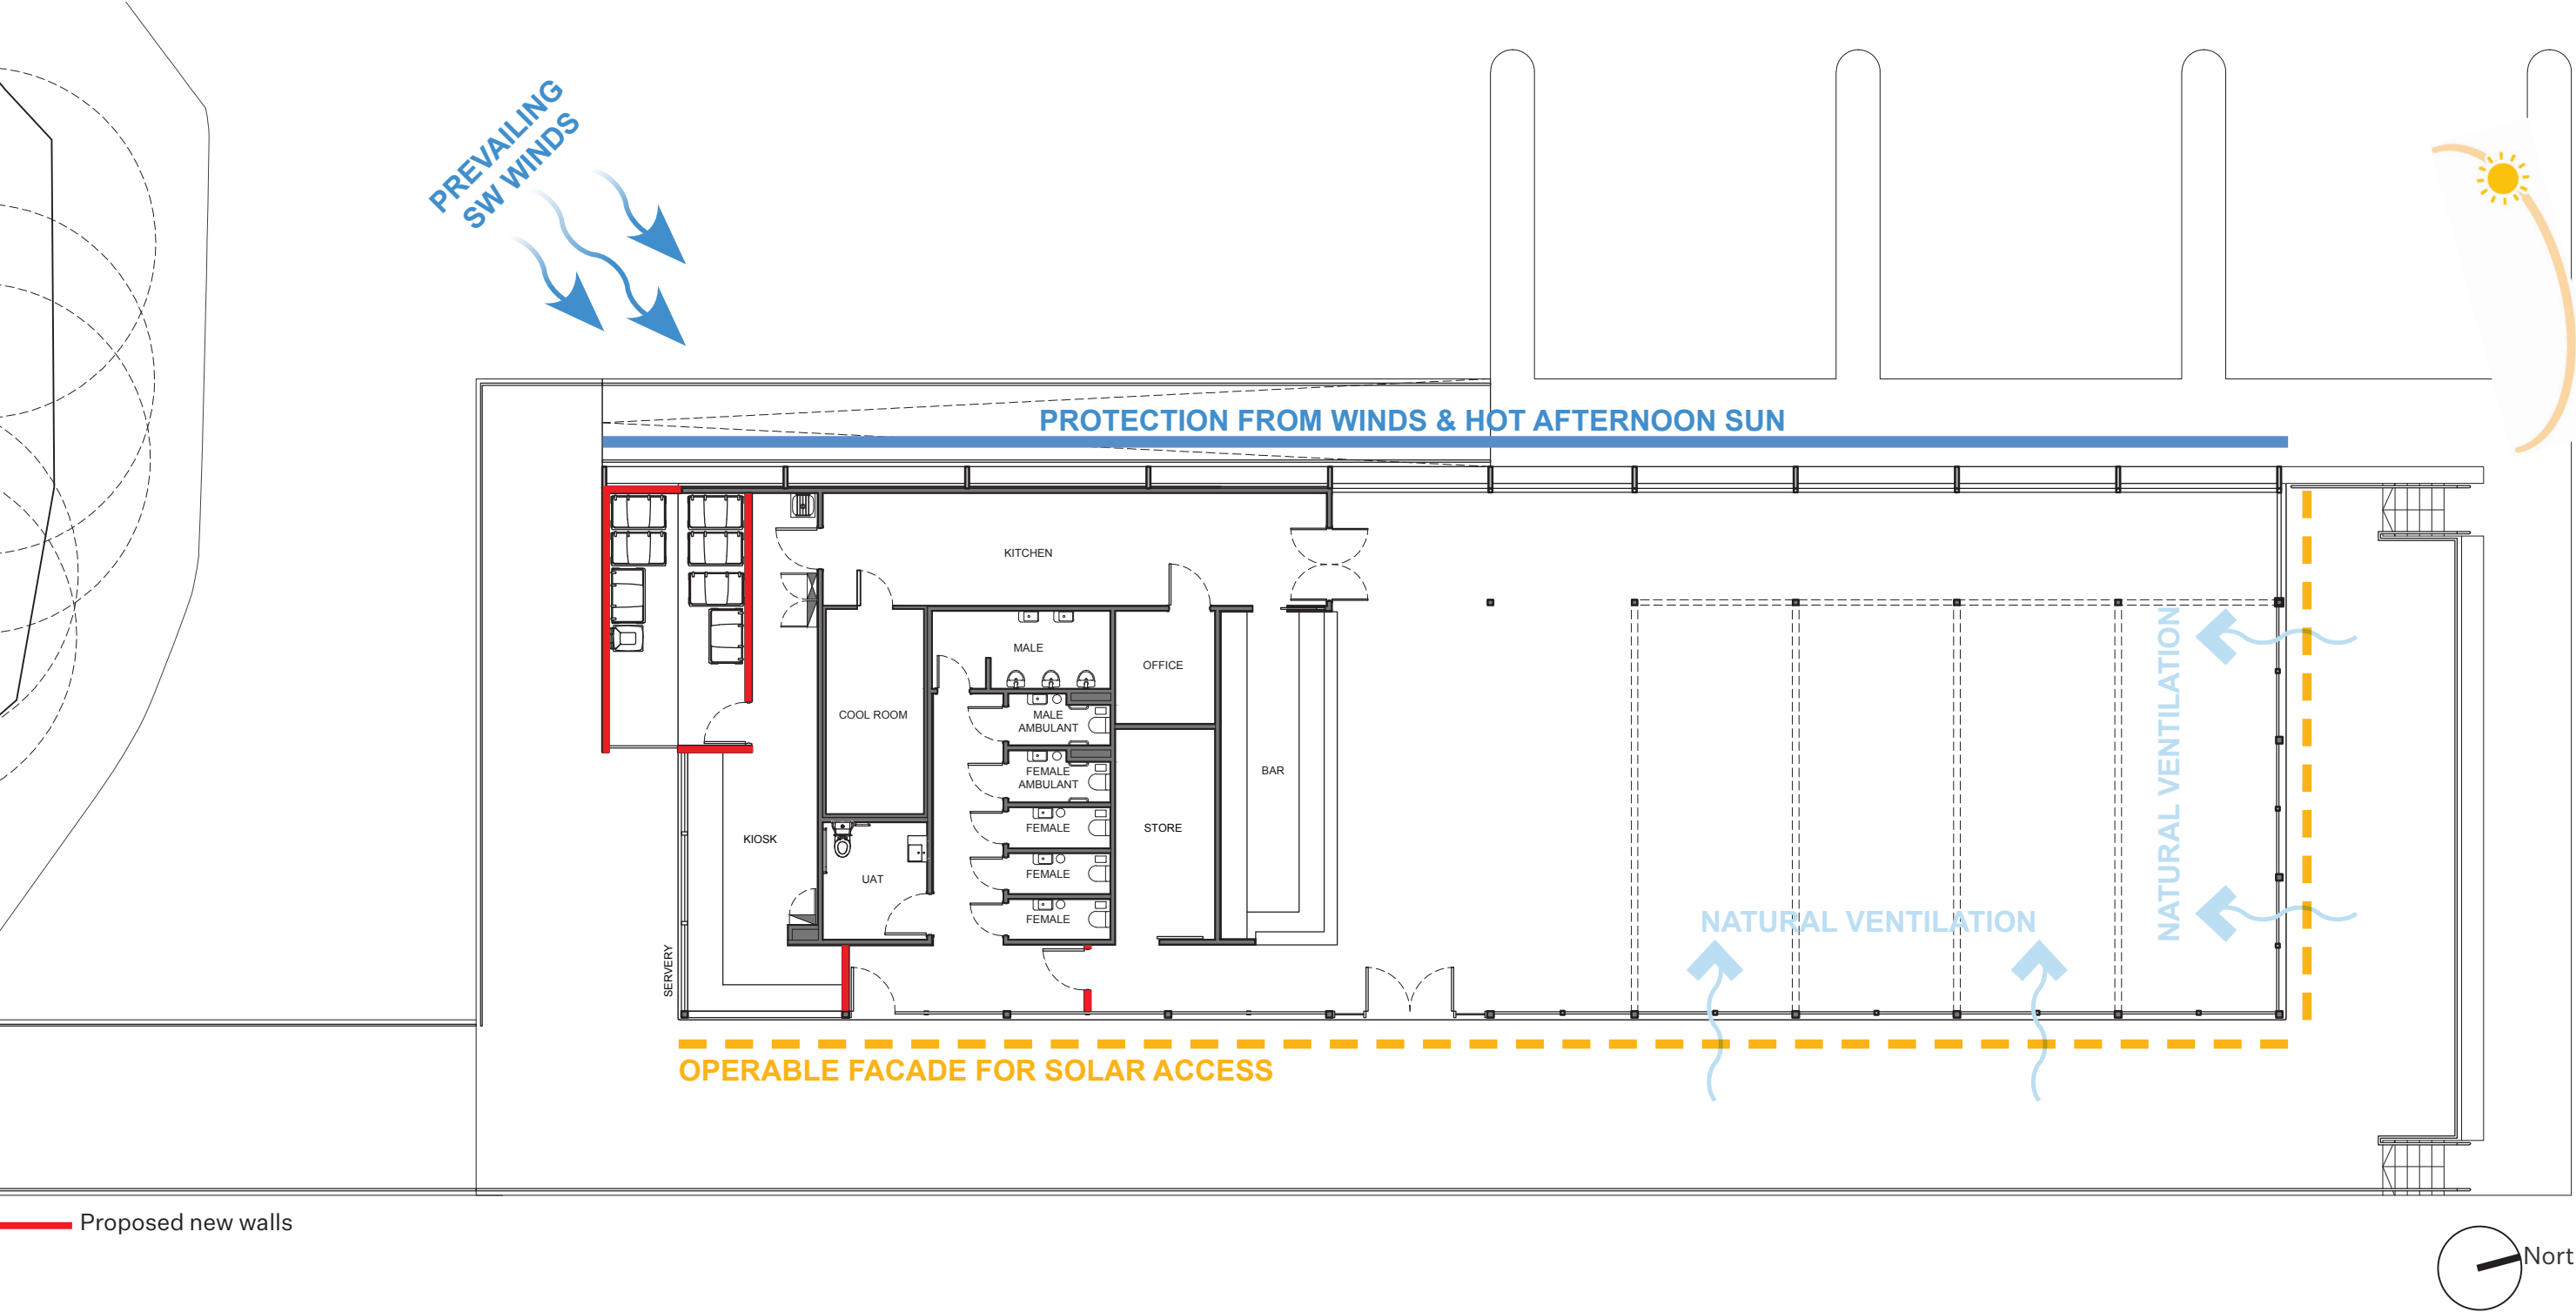 PREVAILING
SW WINDS
PROTECTION FROM WINDS & HOT AFTERNOON SUN
KITCHEN
MALE
OFFICE
COOL ROOM
MALE
AMBULANT
FEMALE
AMBULANT
BAR
KIOSK
FEMALE
STORE
UAT
FEMALE
FEMALE
SERVERY
NATURAL VENTILATION
NATURAL VENTILATION
OPERABLE FACADE FOR SOLAR ACCESS
Proposed new walls
Nort